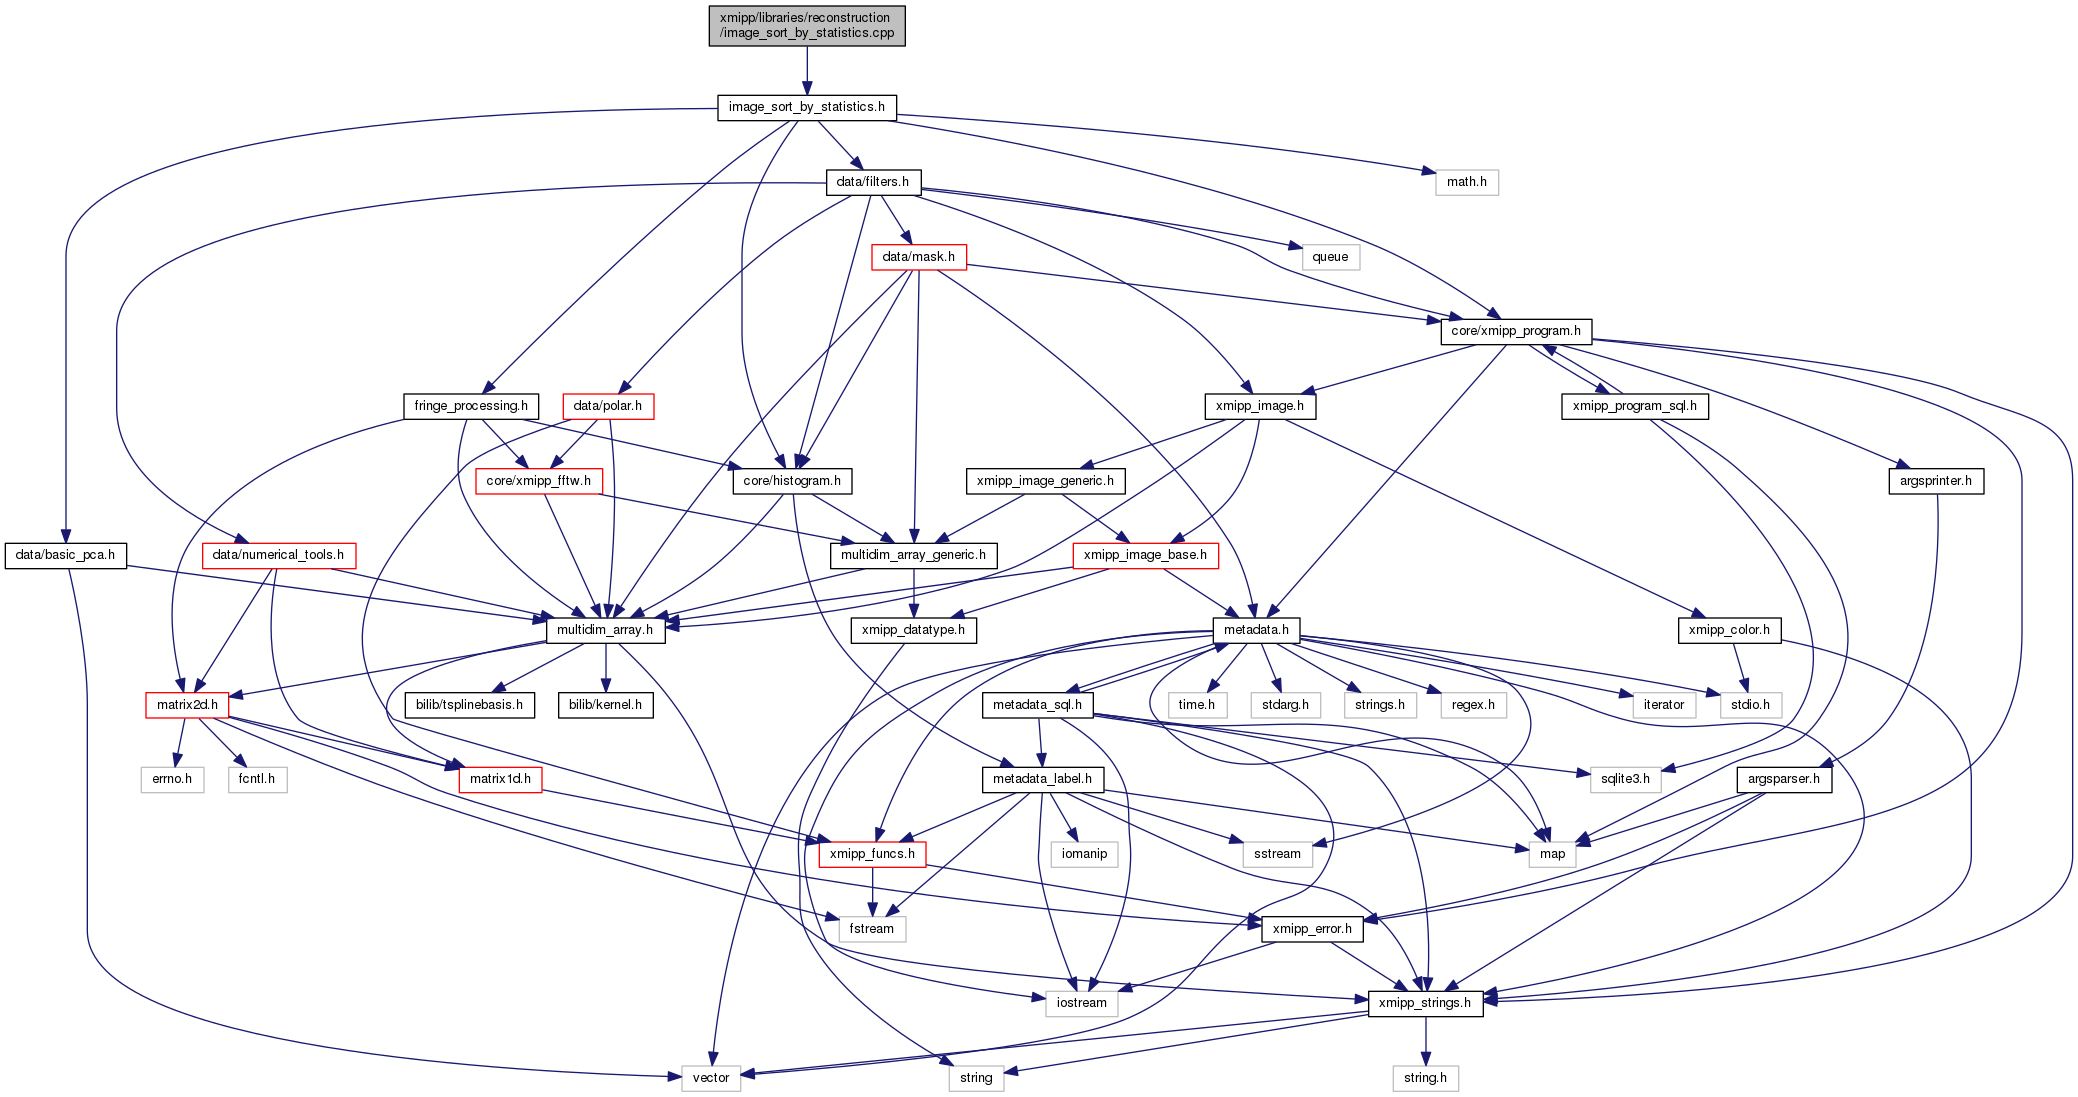 xmipp/libraries/reconstruction
/image_sort_by_statistics.cpp
image_sort_by_statistics.h
data/filters.h
math.h
data/mask.h
queue
core/xmipp_program.h
fringe_processing.h
data/polar.h
xmipp_image.h
xmipp_program_sql.h
core/xmipp_fftw.h
core/histogram.h
xmipp_image_generic.h
argsprinter.h
data/basic_pca.h
data/numerical_tools.h
multidim_array_generic.h
xmipp_image_base.h
multidim_array.h
xmipp_datatype.h
metadata.h
xmipp_color.h
matrix2d.h
bilib/tsplinebasis.h
bilib/kernel.h
metadata_sql.h
time.h
stdarg.h
strings.h
regex.h
iterator
stdio.h
errno.h
fcntl.h
matrix1d.h
metadata_label.h
sqlite3.h
argsparser.h
xmipp_funcs.h
iomanip
sstream
map
fstream
xmipp_error.h
iostream
xmipp_strings.h
vector
string
string.h